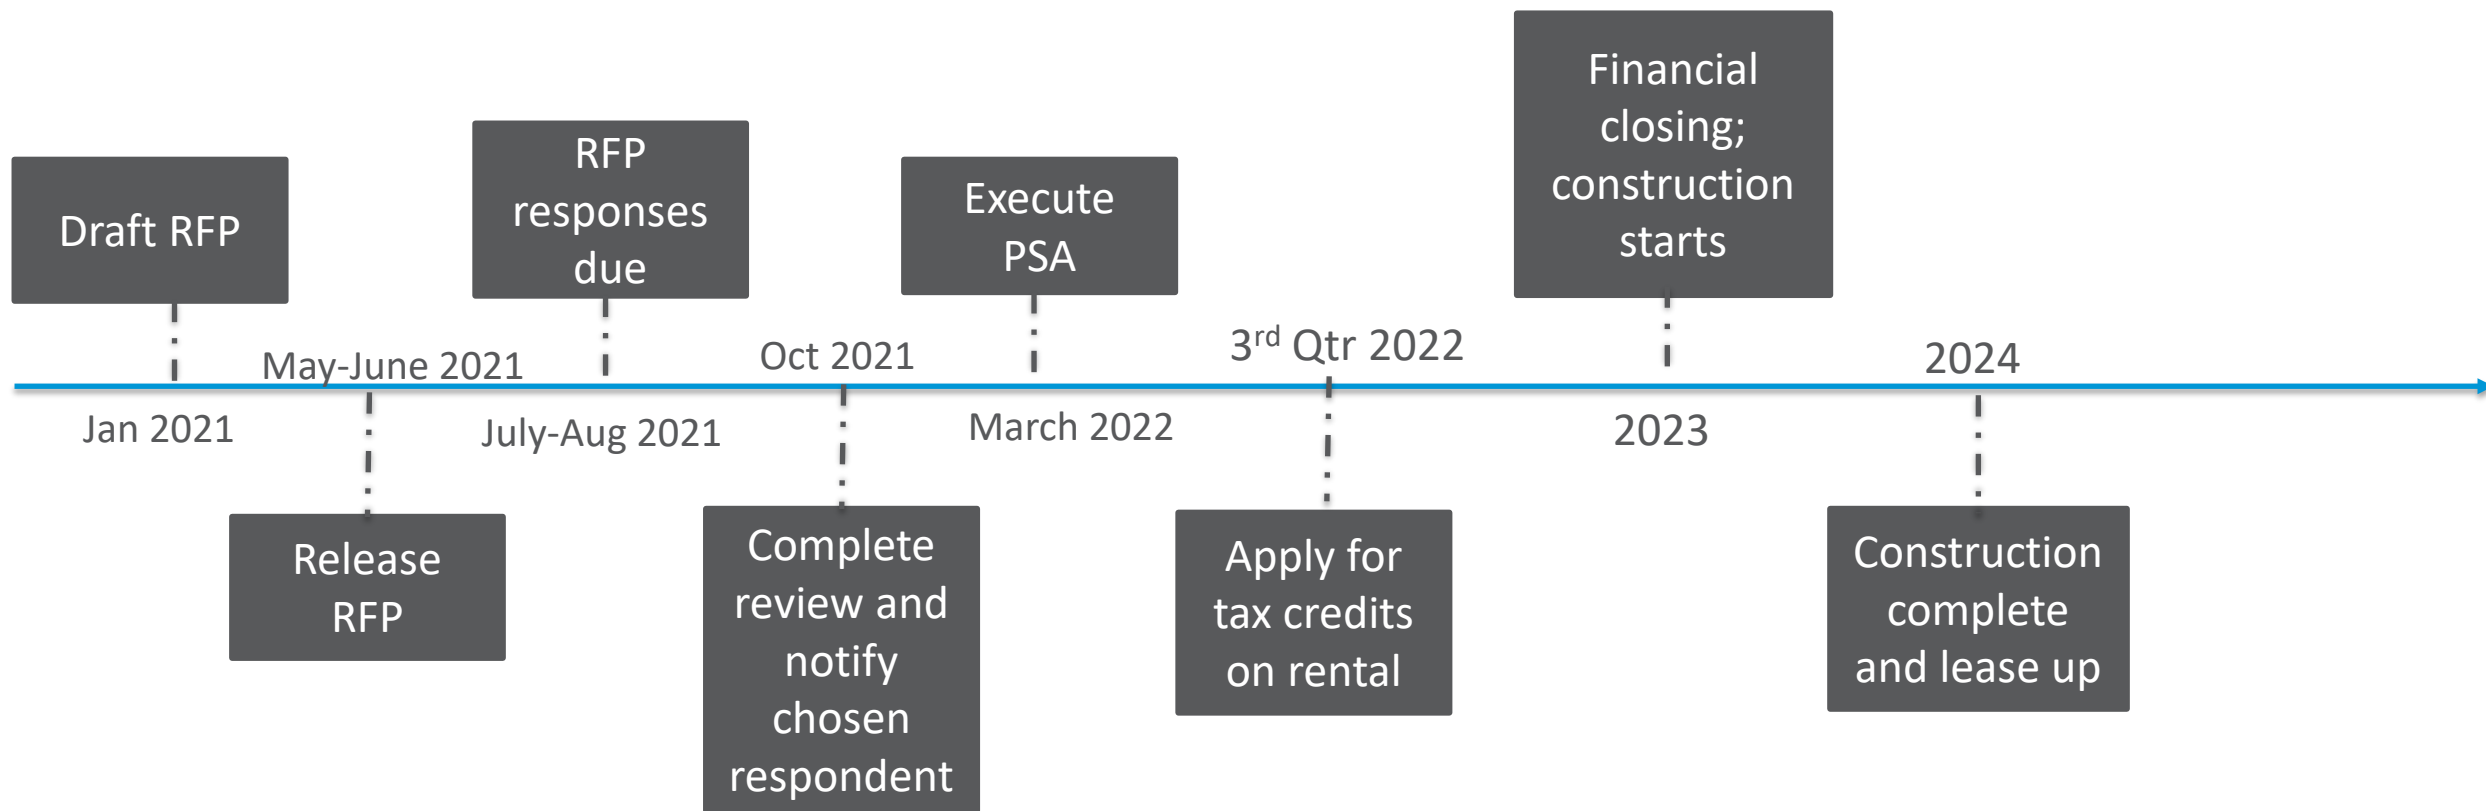 Draft RFP
Jan 2021
May-June 2021
Release
RFP
RFP
responses
due
July-Aug 2021
Oct 2021
Complete
review and
notify
chosen
respondent
Execute
PSA
March 2022
3rd Qtr 2022
Apply for
tax credits
on rental
Financial
closing;
construction
starts
2023
2024
Construction
complete
and lease up